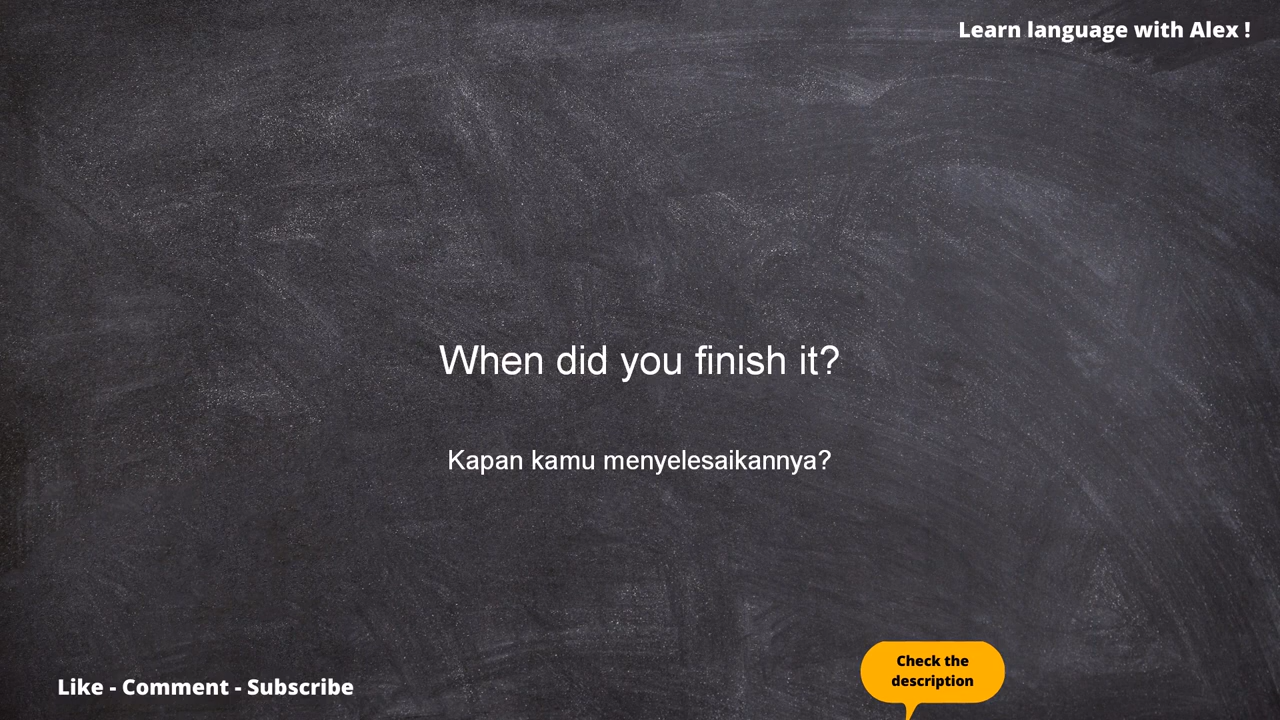 Learn language with Alex !
When did you finish it?
Kapan kamu menyelesaikannya?
Like - Comment - Subscribe
Check the
description